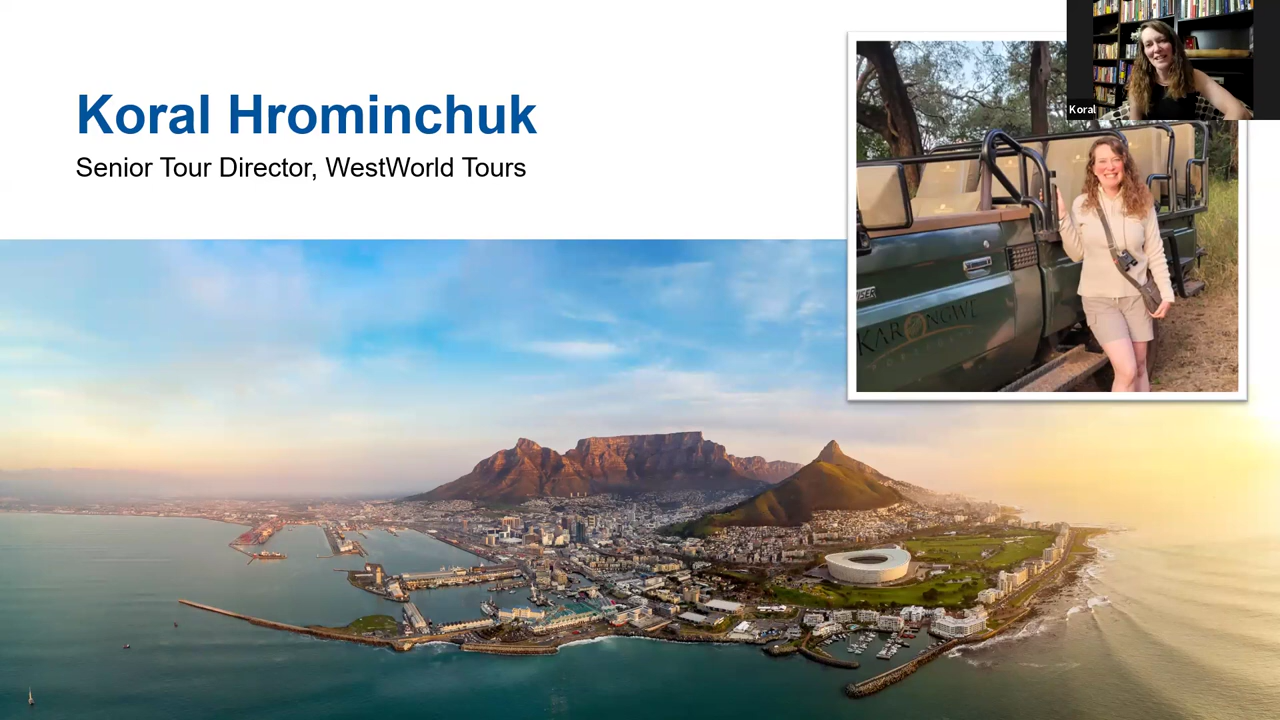 Koral Hrominchuk
Senior Tour Director, WestWorld Tours
Koral
KARONGWE